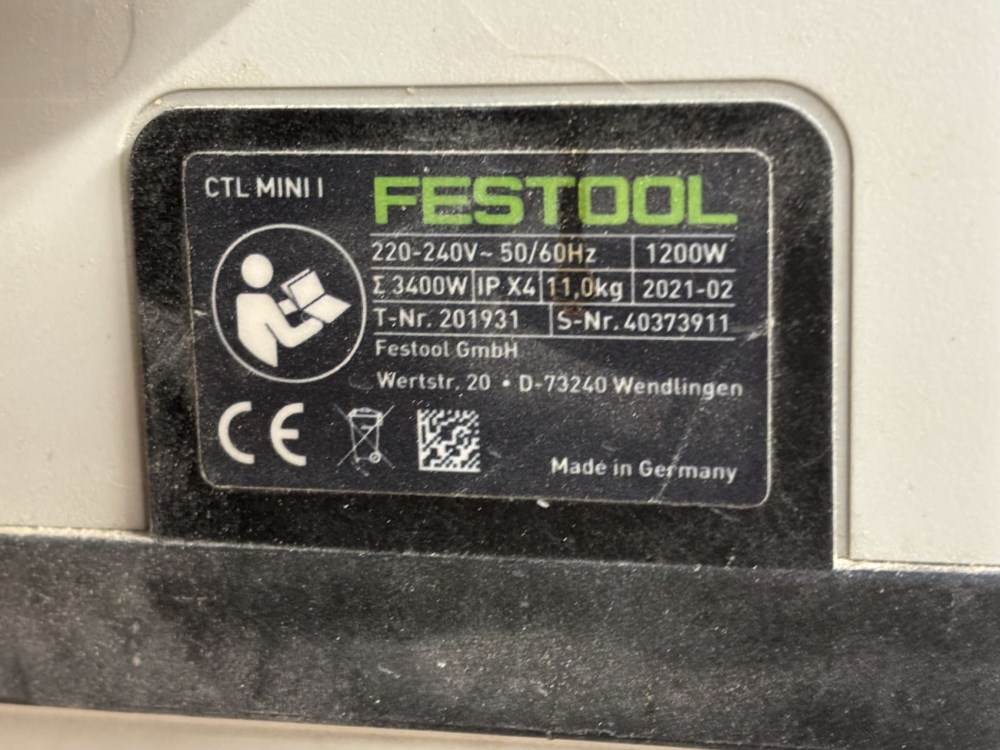 CTL MINI I
FESTOOL
220-240V~ 50/60Hz 1200W
Σ 3400W IP X4 11,0kg 2021-02
T-Nr. 201931 S-Nr. 40373911
Festool GmbH
Wertstr. 20 • D-73240 Wendlingen
CE
Made in Germany